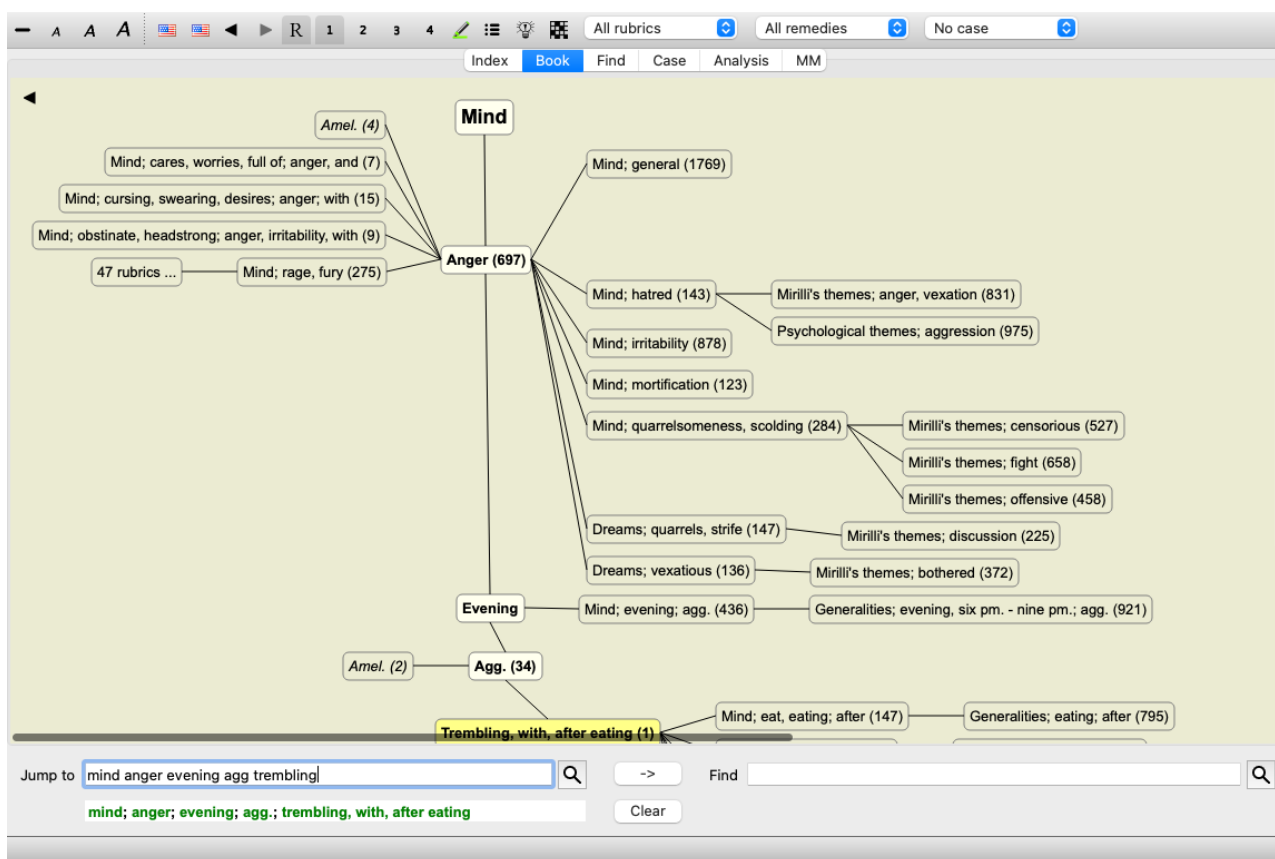 A A A R 1 2 3 4 All rubrics All remedies No case
Index Book Find Case Analysis MM
Mind
Amel. (4)
Mind; cares, worries, full of; anger, and (7)
Mind; general (1769)
Mind; cursing, swearing, desires; anger; with (15)
Mind; obstinate, headstrong; anger, irritability, with (9)
Anger (697)
47 rubrics ... Mind; rage, fury (275)
Mind; hatred (143) Mirilli's themes; anger, vexation (831)
Psychological themes; aggression (975)
Mind; irritability (878)
Mind; mortification (123)
Mind; quarrelsomeness, scolding (284) Mirilli's themes; censorious (527)
Mirilli's themes; fight (658)
Mirilli's themes; offensive (458)
Dreams; quarrels, strife (147) Mirilli's themes; discussion (225)
Dreams; vexatious (136) Mirilli's themes; bothered (372)
Evening Mind; evening; agg. (436) Generalities; evening, six pm. - nine pm.; agg. (921)
Amel. (2) Agg. (34)
Mind; eat, eating; after (147) Generalities; eating; after (795)
Trembling, with, after eating (1)
Jump to mind anger evening agg trembling -> Find
mind; anger; evening; agg.; trembling, with, after eating Clear